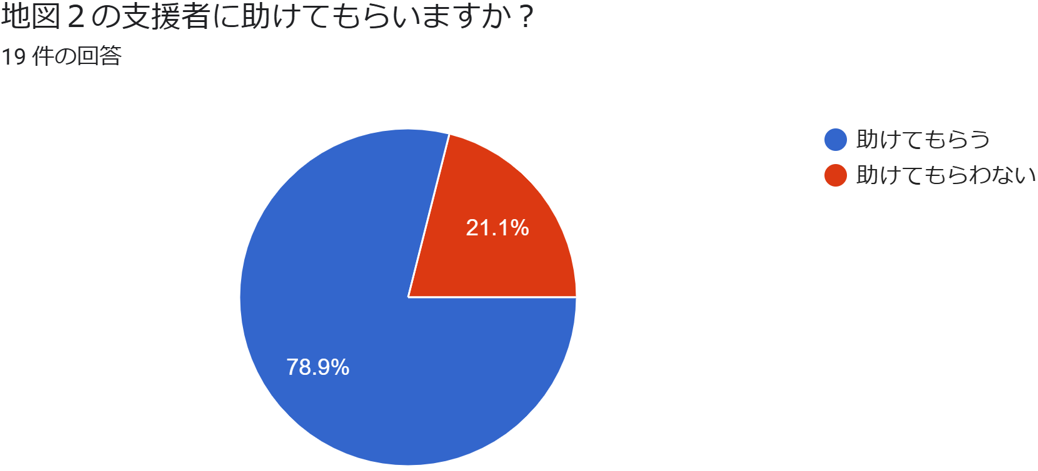 地図２の支援者に助けてもらいますか？
19 件の回答
助けてもらう
助けてもらわない
21.1%
78.9%